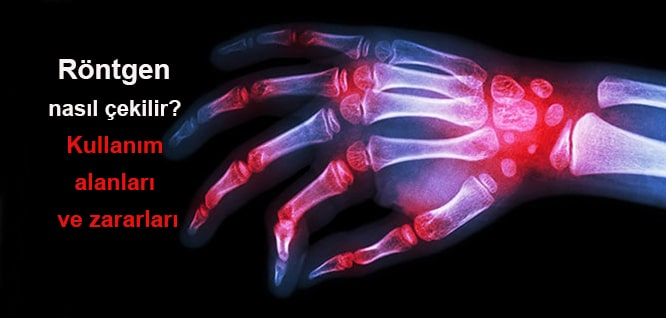 Röntgen
nasıl çekilir?
Kullanım
alanları
ve zararları